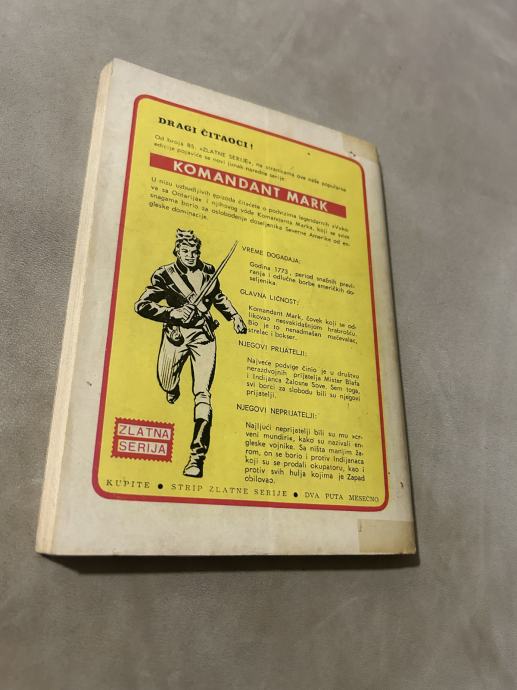 DRAGI ČITAOCI !
Od broja 85. »ZLATNE SERIJE«, na stranicama ove naše popularne
edicije pojaviće se novi junak naredne serije:
KOMANDANT MARK
U nizu uzbudljivih epizoda čitaćete o podvizima legendarnih »Vuko-
va sa Ontarija« i njihovog vođe Komandanta Marka, koji se svim
snagama borio za oslobođenje doseljenika Severne Amerike od en-
gleske dominacije.
VREME DOGAĐAJA:
Godina 1773, period snažnih previ-
ranja i odlučne borbe američkih do-
seljenika.
GLAVNA LIČNOST:
Komandant Mark, čovek koji se od-
likovao nesvakidašnjom hrabrošću.
Bio je to nenadmašan mačevalac,
strelac i bokser.
NJEGOVI PRIJATELJI:
Najveće podvige činio je u društvu
nerazdvojnih prijatelja Mister Blafa
i Indijanca Žalosne Sove. Sem toga,
svi borci za slobodu bili su njegovi
prijatelji.
NJEGOVI NEPRIJATELJI:
Najljući neprijatelji bili su mu »cr-
veni mundiri«, kako su nazivali en-
gleske vojnike. Sa ništa manjim ža-
rom, on se borio i protiv Indijanaca
koji su se prodali okupatoru, kao i
protiv svih hulja kojima je Zapad
obilovao.
ZLATNA
SERIJA
KUPITE ● STRIP ZLATNE SERIJE ● DVA PUTA MESEČNO